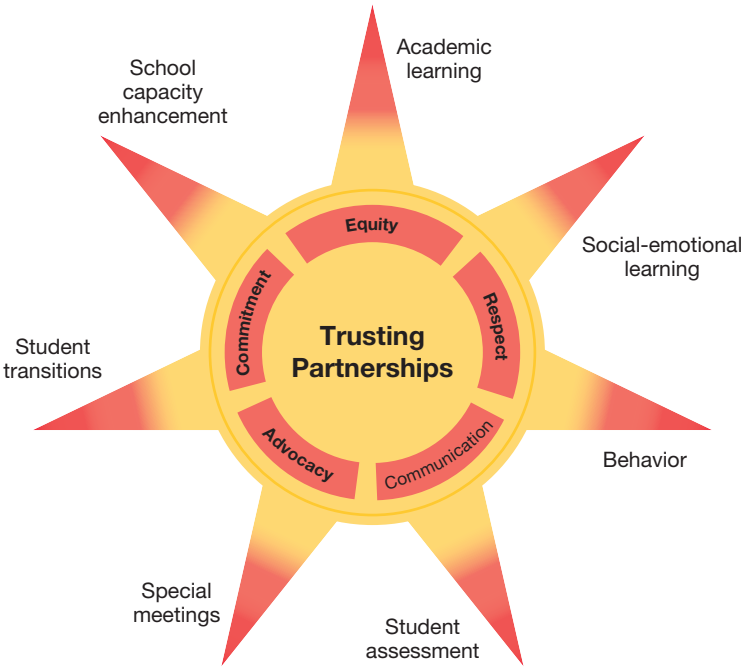 Academic
learning
School
capacity
enhancement
Equity
Social-emotional
learning
Commitment
Respect
Trusting
Partnerships
Student
transitions
Advocacy
Communication
Behavior
Special
meetings
Student
assessment